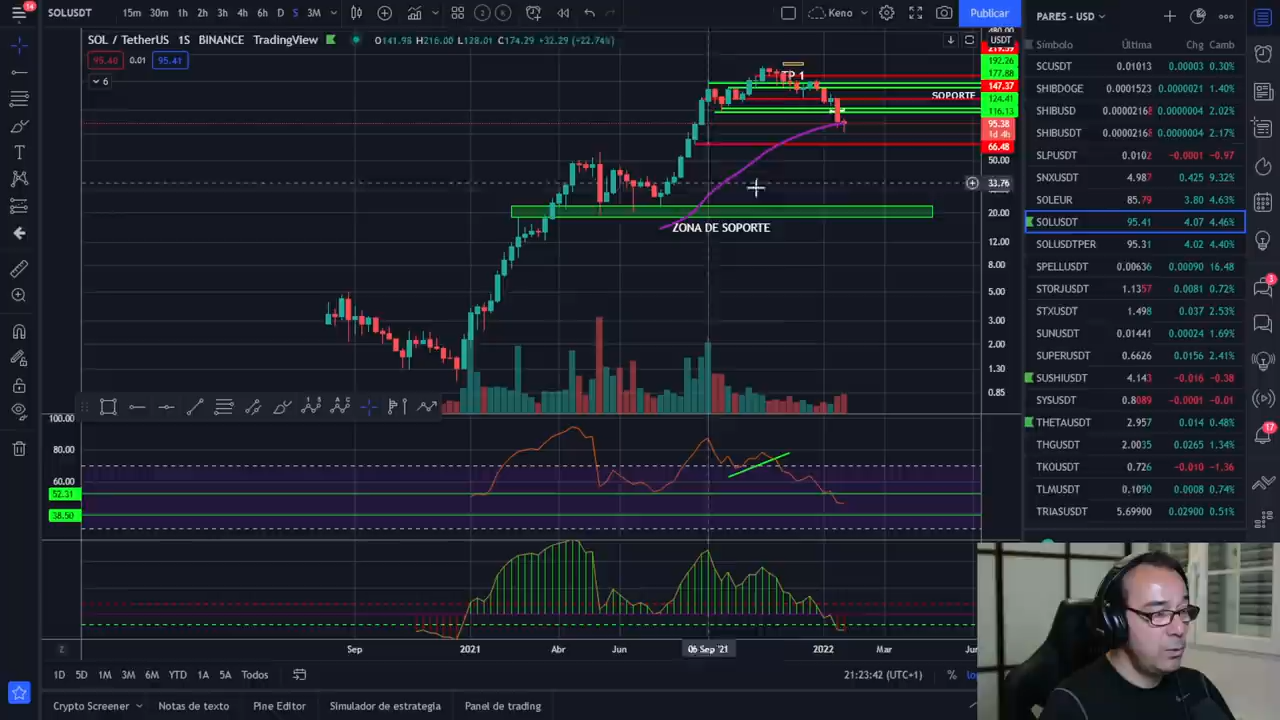 14
SOLUSDT
15m 30m 1h 2h 3h 4h 6h D S 3M
2
Keno
Publicar
PARES - USD
SOL / TetherUS 1S BINANCE TradingView
O141.98 H216.00 L128.01 C174.29 +32.29 (+22.74%)
USDT
95.40 0.01 95.41
6
219.59
192.26
177.88
147.37
124.41
116.13
95.38
1d 4h
66.48
50.00
33.76
20.00
12.00
8.00
5.00
3.00
2.00
1.30
0.85
TP 1
SOPORTE
ZONA DE SOPORTE
100.00
80.00
60.00
52.31
38.50
Sep 2021 Abr Jun 06 Sep '21 2022 Mar
1D 5D 1M 3M 6M YTD 1A 5A Todos
21:23:42 (UTC+1)
%
Crypto Screener Notas de texto Pine Editor Simulador de estrategia Panel de trading
Símbolo Última Chg Camb
SCUSDT 0.01013 0.00003 0.30%
SHIBDOGE 0.0001523 0.0000021 1.40%
SHIBUSD 0.00002168 0.0000004 2.02%
SHIBUSDT 0.00002168 0.0000004 2.17%
SLPUSDT 0.0102 -0.0001 -0.97
SNXUSDT 4.987 0.425 9.32%
SOLEUR 85.79 3.80 4.63%
SOLUSDT 95.41 4.07 4.46%
SOLUSDTPER 95.31 4.02 4.40%
SPELLUSDT 0.00636 0.00090 16.48
STORJUSDT 1.1357 0.0081 0.72%
STXUSDT 1.498 0.037 2.53%
SUNUSDT 0.01441 0.00024 1.69%
SUPERUSDT 0.6626 0.0156 2.41%
SUSHIUSDT 4.143 -0.016 -0.38
SYSUSDT 0.8089 -0.0001 -0.01
THETAUSDT 2.957 0.014 0.48%
THGUSDT 2.0035 0.0265 1.34%
TKOUSDT 0.726 -0.010 -1.36
TLMUSDT 0.1090 0.0008 0.74%
TRIASUSDT 5.69900 0.02900 0.51%
3
17